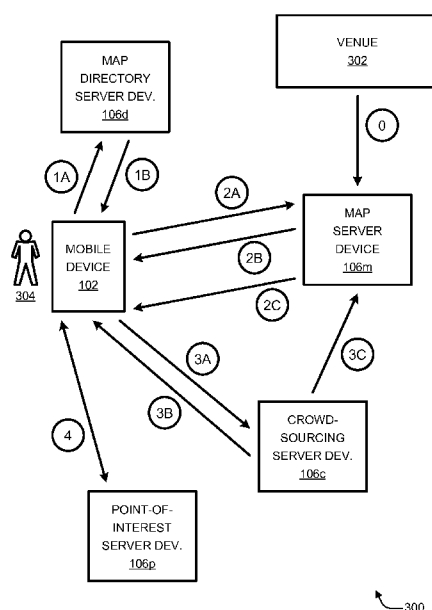 MAP
DIRECTORY
SERVER DEV.
106d
VENUE
302
0
1A
1B
2A
MOBILE
DEVICE
102
304
MAP
SERVER
DEVICE
106m
2B
2C
3A
3B
3C
4
CROWD-
SOURCING
SERVER DEV.
106c
POINT-OF-
INTEREST
SERVER DEV.
106p
300